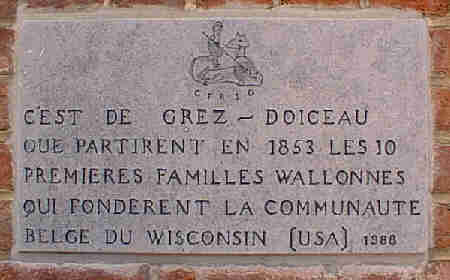 C'EST DE GREZ - DOICEAU
QUE PARTIRENT EN 1853 LES 10
PREMIERES FAMILLES WALLONNES
QUI FONDERENT LA COMMUNAUTE
BELGE DU WISCONSIN (USA) 1988